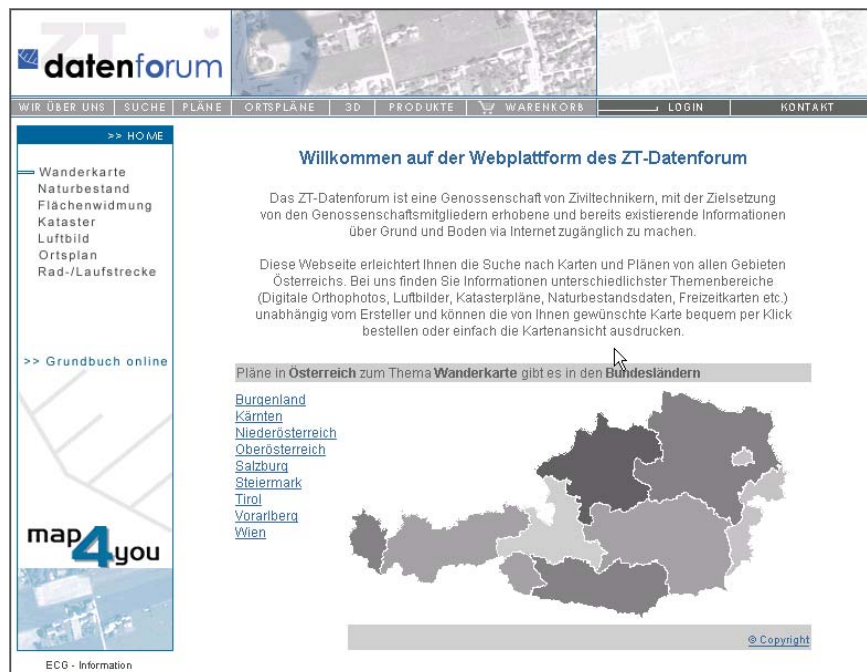 ZT
datenforum
WIR ÜBER UNS SUCHE PLÄNE ORTSPLÄNE 3D PRODUKTE WARENKORB LOGIN KONTAKT
>> HOME
Wanderkarte
Naturbestand
Flächenwidmung
Kataster
Luftbild
Ortsplan
Rad-/Laufstrecke
>> Grundbuch online
map4you
ECG - Information
Willkommen auf der Webplattform des ZT-Datenforum
Das ZT-Datenforum ist eine Genossenschaft von Ziviltechnikern, mit der Zielsetzung
von den Genossenschaftsmitgliedern erhobene und bereits existierende Informationen
über Grund und Boden via Internet zugänglich zu machen.
Diese Webseite erleichtert Ihnen die Suche nach Karten und Plänen von allen Gebieten
Österreichs. Bei uns finden Sie Informationen unterschiedlichster Themenbereiche
(Digitale Orthophotos, Luftbilder, Katasterpläne, Naturbestandsdaten, Freizeitkarten etc.)
unabhängig vom Ersteller und können die von Ihnen gewünschte Karte bequem per Klick
bestellen oder einfach die Kartenansicht ausdrucken.
Pläne in Österreich zum Thema Wanderkarte gibt es in den Bundesländern
Burgenland
Kärnten
Niederösterreich
Oberösterreich
Salzburg
Steiermark
Tirol
Vorarlberg
Wien
© Copyright